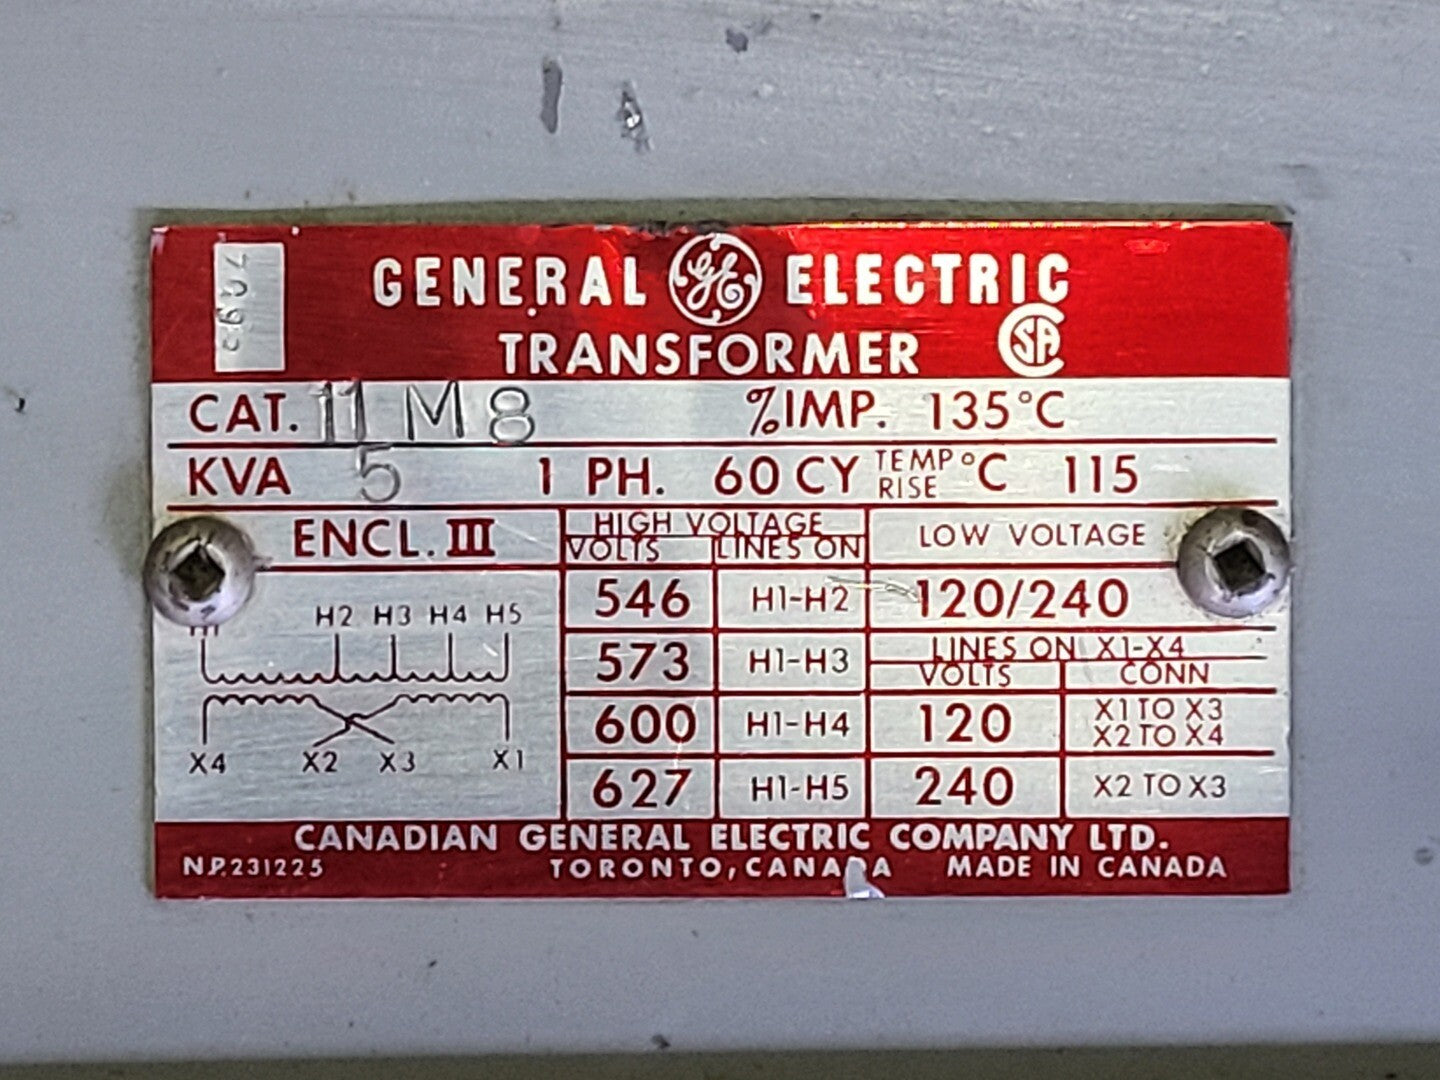 GENERAL GE ELECTRIC
TRANSFORMER CSA
CAT. 11 M 8 %IMP. 135°C
KVA 5 1 PH. 60 CY TEMP RISE °C 115
ENCL. III
HIGH VOLTAGE
VOLTS LINES ON
LOW VOLTAGE
546 H1-H2 120/240
573 H1-H3 LINES ON X1-X4
VOLTS CONN
600 H1-H4 120 X1 TO X3
X2 TO X4
627 H1-H5 240 X2 TO X3
H2 H3 H4 H5
X4 X2 X3 X1
CANADIAN GENERAL ELECTRIC COMPANY LTD.
N.P.231225 TORONTO, CANADA MADE IN CANADA